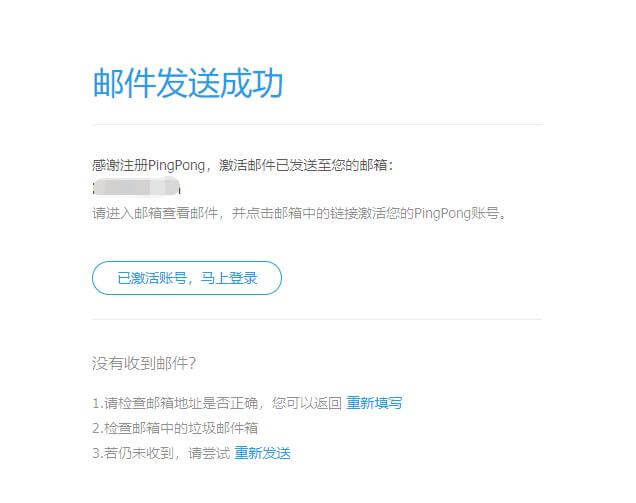 邮件发送成功
感谢注册PingPong，激活邮件已发送至您的邮箱：
请进入邮箱查看邮件，并点击邮箱中的链接激活您的PingPong账号。
已激活账号，马上登录
没有收到邮件？
1.请检查邮箱地址是否正确，您可以返回 重新填写
2.检查邮箱中的垃圾邮件箱
3.若仍未收到，请尝试 重新发送